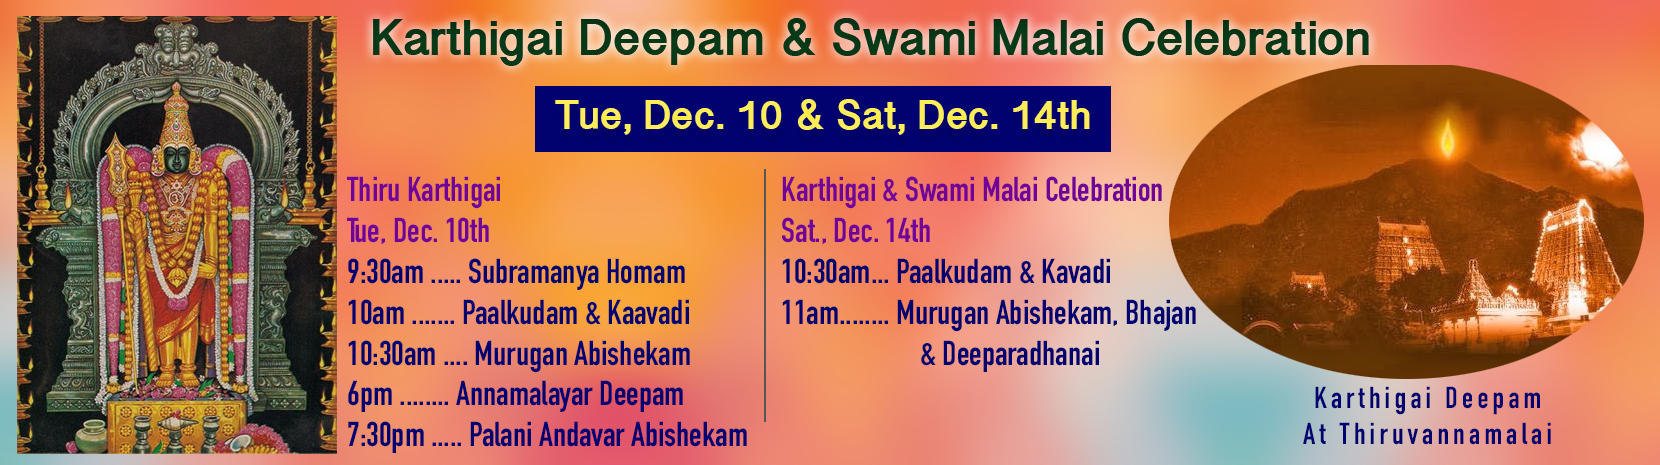 Karthigai Deepam & Swami Malai Celebration
Tue, Dec. 10 & Sat, Dec. 14th
Thiru Karthigai
Tue, Dec. 10th
9:30am ..... Subramanya Homam
10am ....... Paalkudam & Kaavadi
10:30am .... Murugan Abishekam
6pm ........ Annamalayar Deepam
7:30pm ..... Palani Andavar Abishekam
Karthigai & Swami Malai Celebration
Sat., Dec. 14th
10:30am... Paalkudam & Kavadi
11am........ Murugan Abishekam, Bhajan
& Deeparadhanai
Karthigai Deepam
At Thiruvannamalai